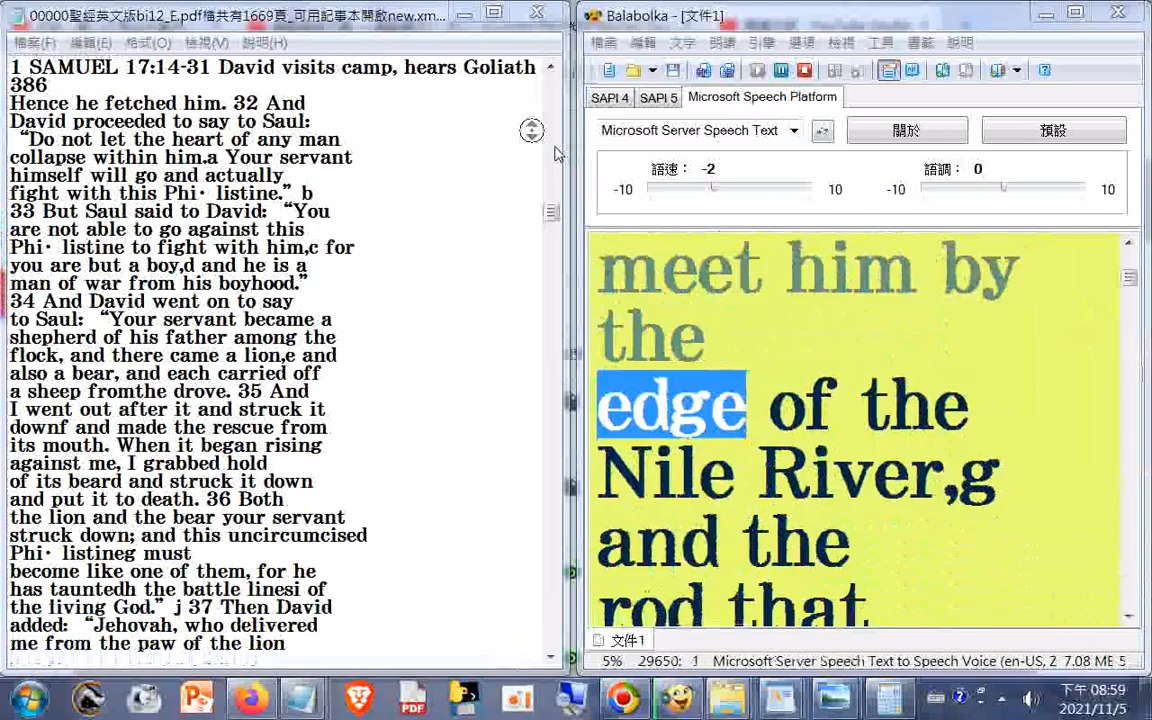 00000聖經英文版bi12_E.pdf檔共有1669頁_可用記事本開啟new.xm...
檔案(F) 編輯(E) 格式(O) 檢視(V) 說明(H)
1 SAMUEL 17:14-31 David visits camp, hears Goliath
386
Hence he fetched him. 32 And
David proceeded to say to Saul:
“Do not let the heart of any man
collapse within him.a Your servant
himself will go and actually
fight with this Phi· listine.” b
33 But Saul said to David: “You
are not able to go against this
Phi· listine to fight with him,c for
you are but a boy,d and he is a
man of war from his boyhood.”
34 And David went on to say
to Saul: “Your servant became a
shepherd of his father among the
flock, and there came a lion,e and
also a bear, and each carried off
a sheep fromthe drove. 35 And
I went out after it and struck it
downf and made the rescue from
its mouth. When it began rising
against me, I grabbed hold
of its beard and struck it down
and put it to death. 36 Both
the lion and the bear your servant
struck down; and this uncircumcised
Phi· listineg must
become like one of them, for he
has tauntedh the battle linesi of
the living God.” j 37 Then David
added: “Jehovah, who delivered
me from the paw of the lion
Balabolka - [文件1]
檔案 編輯 文字 朗讀 引擎 選項 檢視 工具 書籤 說明
SAPI 4 SAPI 5 Microsoft Speech Platform
Microsoft Server Speech Text 關於 預設
語速： -2 語調： 0
-10 10 -10 10
meet him by
the
edge of the
Nile River,g
and the
rod that
文件1
5% 29650: 1 Microsoft Server Speech Text to Speech Voice (en-US, 2 7.08 MB 5
下午 08:59
2021/11/5